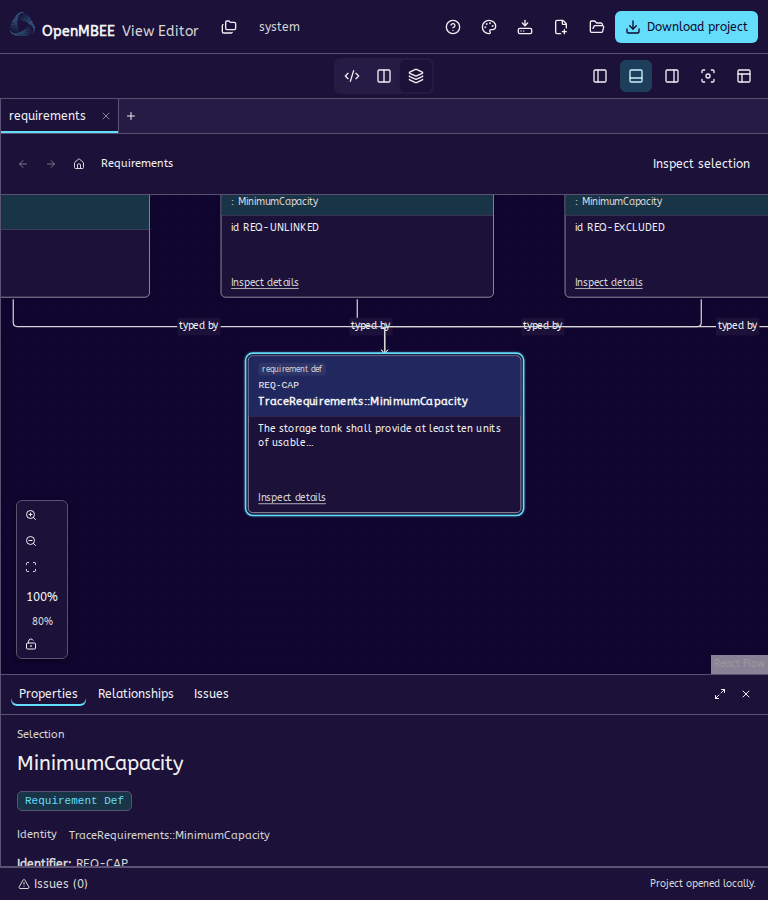 OpenMBEE View Editor
system
Download project
requirements
Requirements
Inspect selection
: MinimumCapacity
: MinimumCapacity
id REQ-UNLINKED
id REQ-EXCLUDED
Inspect details
Inspect details
typed by
typed by
typed by
typed by
requirement def
REQ-CAP
TraceRequirements::MinimumCapacity
The storage tank shall provide at least ten units
of usable...
Inspect details
100%
80%
React Flow
Properties
Relationships
Issues
Selection
MinimumCapacity
Requirement Def
Identity TraceRequirements::MinimumCapacity
Identifier: REQ-CAP
Issues (0)
Project opened locally.